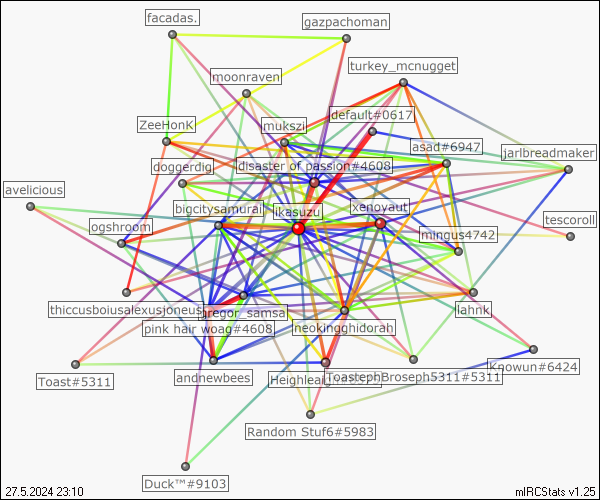 facadas.
gazpachoman
turkey_mcnugget
moonraven
default#0617
ZeeHonK
mukszi
asad#6947
doggerdig
disaster of passion#4608
jarlbreadmaker
avelicious
bigcitysamurai
ikasuzu
xenoyaut
ogshroom
mingus4742
tescoroll
thiccusboiusalexusjoneus
gregor_samsa
lahnk
pink hair woag#4608
neokingghidorah
Toast#5311
andnewbees
ToastephBroseph5311#5311
Knowun#6424
Random Stuf6#5983
Duck™#9103
27.5.2024 23:10
mIRCStats v1.25